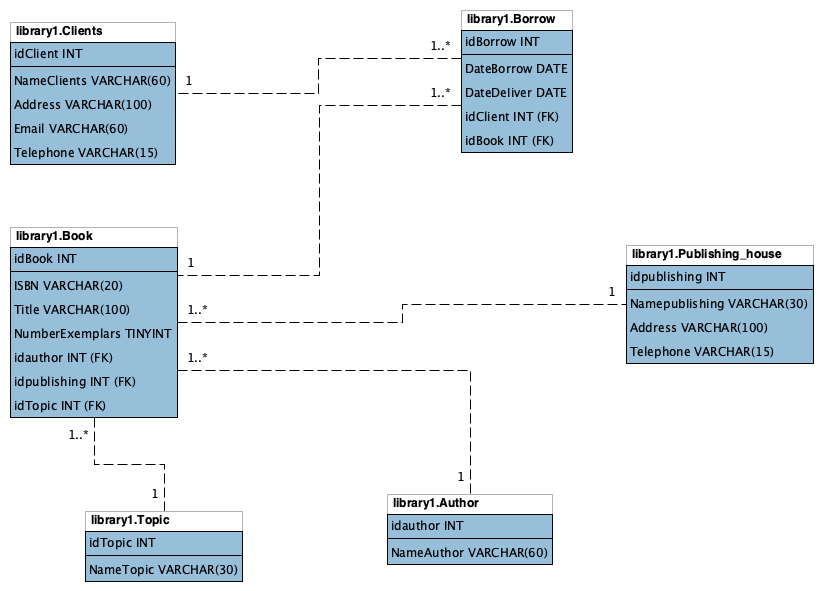 library1.Clients
idClient INT
NameClients VARCHAR(60)
Address VARCHAR(100)
Email VARCHAR(60)
Telephone VARCHAR(15)
1
1..*
1..*
library1.Borrow
idBorrow INT
DateBorrow DATE
DateDeliver DATE
idClient INT (FK)
idBook INT (FK)
library1.Book
idBook INT
ISBN VARCHAR(20)
Title VARCHAR(100)
NumberExemplars TINYINT
idauthor INT (FK)
idpublishing INT (FK)
idTopic INT (FK)
1
1..*
1..*
1
library1.Publishing_house
idpublishing INT
Namepublishing VARCHAR(30)
Address VARCHAR(100)
Telephone VARCHAR(15)
1..*
1
library1.Topic
idTopic INT
NameTopic VARCHAR(30)
1
library1.Author
idauthor INT
NameAuthor VARCHAR(60)